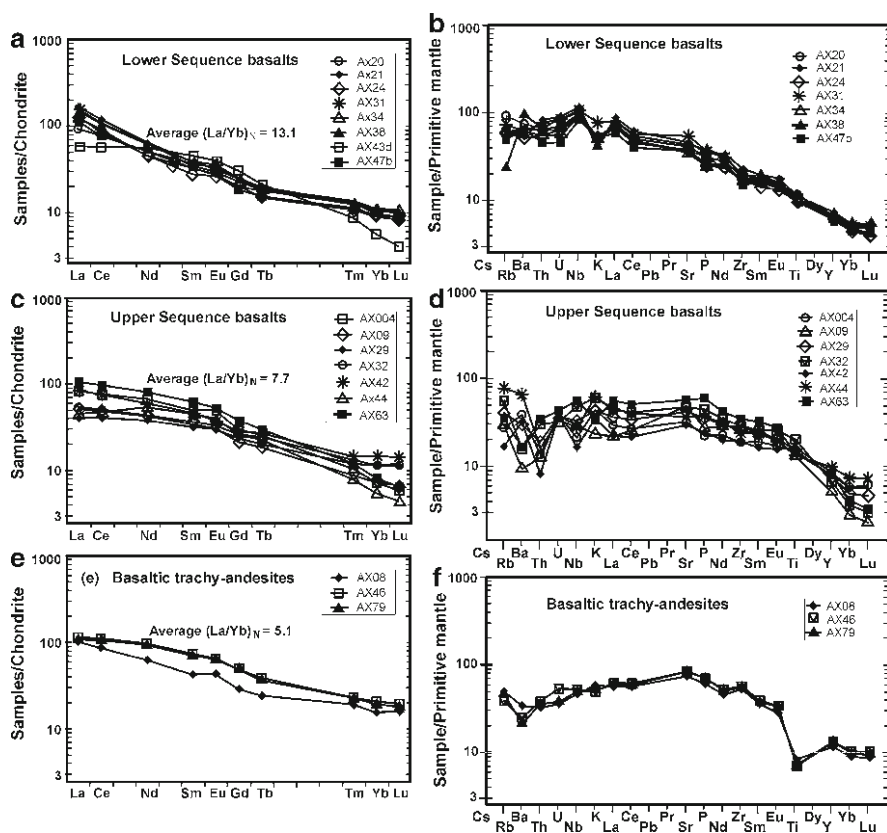 a
1000
100
10
3
Samples/Chondrite
Lower Sequence basalts
Average (La/Yb)N = 13.1
Ax20
Ax21
AX24
AX31
Ax34
AX38
AX43d
AX47b
La Ce Nd Sm Eu Gd Tb Tm Yb Lu
b
1000
100
10
3
Sample/Primitive mantle
Lower Sequence basalts
AX20
AX21
AX24
AX31
AX34
AX38
AX47b
Cs Rb Ba Th U Nb K La Ce Pb Pr Sr P Nd Zr Sm Eu Ti Dy Y Yb Lu
c
1000
100
10
3
Samples/Chondrite
Upper Sequence basalts
Average (La/Yb)N = 7.7
AX004
AX09
AX29
AX32
AX42
Ax44
AX63
La Ce Nd Sm Eu Gd Tb Tm Yb Lu
d
1000
100
10
3
Sample/Primitive mantle
Upper Sequence basalts
AX004
AX09
AX29
AX32
AX42
AX44
AX63
Cs Rb Ba Th U Nb K La Ce Pb Pr Sr P Nd Zr Sm Eu Ti Dy Y Yb Lu
e
1000
100
10
3
Samples/Chondrite
(e) Basaltic trachy-andesites
Average (La/Yb)N = 5.1
AX08
AX46
AX79
La Ce Nd Sm Eu Gd Tb Tm Yb Lu
f
1000
100
10
3
Sample/Primitive mantle
Basaltic trachy-andesites
AX08
AX46
AX79
Cs Rb Ba Th U Nb K La Ce Pb Pr Sr P Nd Zr Sm Eu Ti Dy Y Yb Lu